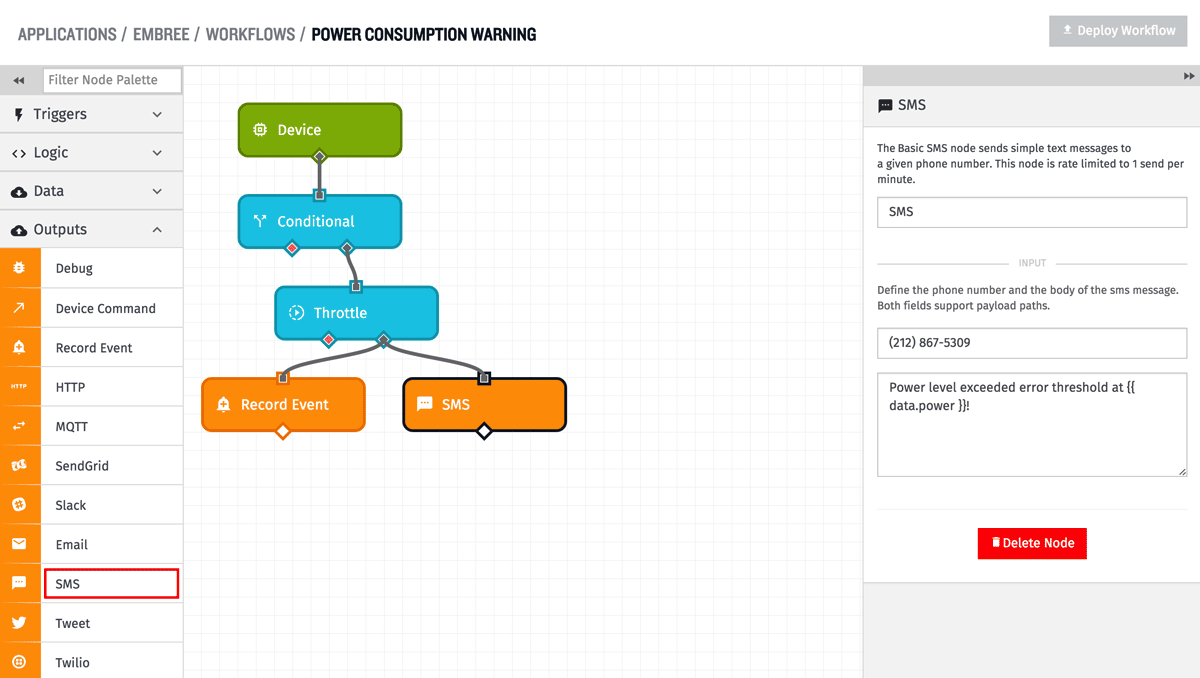 APPLICATIONS / EMBREE / WORKFLOWS / POWER CONSUMPTION WARNING
Deploy Workflow
Filter Node Palette
Triggers
Logic
Data
Outputs
Debug
Device Command
Record Event
HTTP
HTTP
MQTT
SendGrid
Slack
Email
SMS
Tweet
Twilio
Device
Conditional
Throttle
Record Event
SMS
SMS
The Basic SMS node sends simple text messages to
a given phone number. This node is rate limited to 1 send per
minute.
SMS
INPUT
Define the phone number and the body of the sms message.
Both fields support payload paths.
(212) 867-5309
Power level exceeded error threshold at {{
data.power }}!
Delete Node